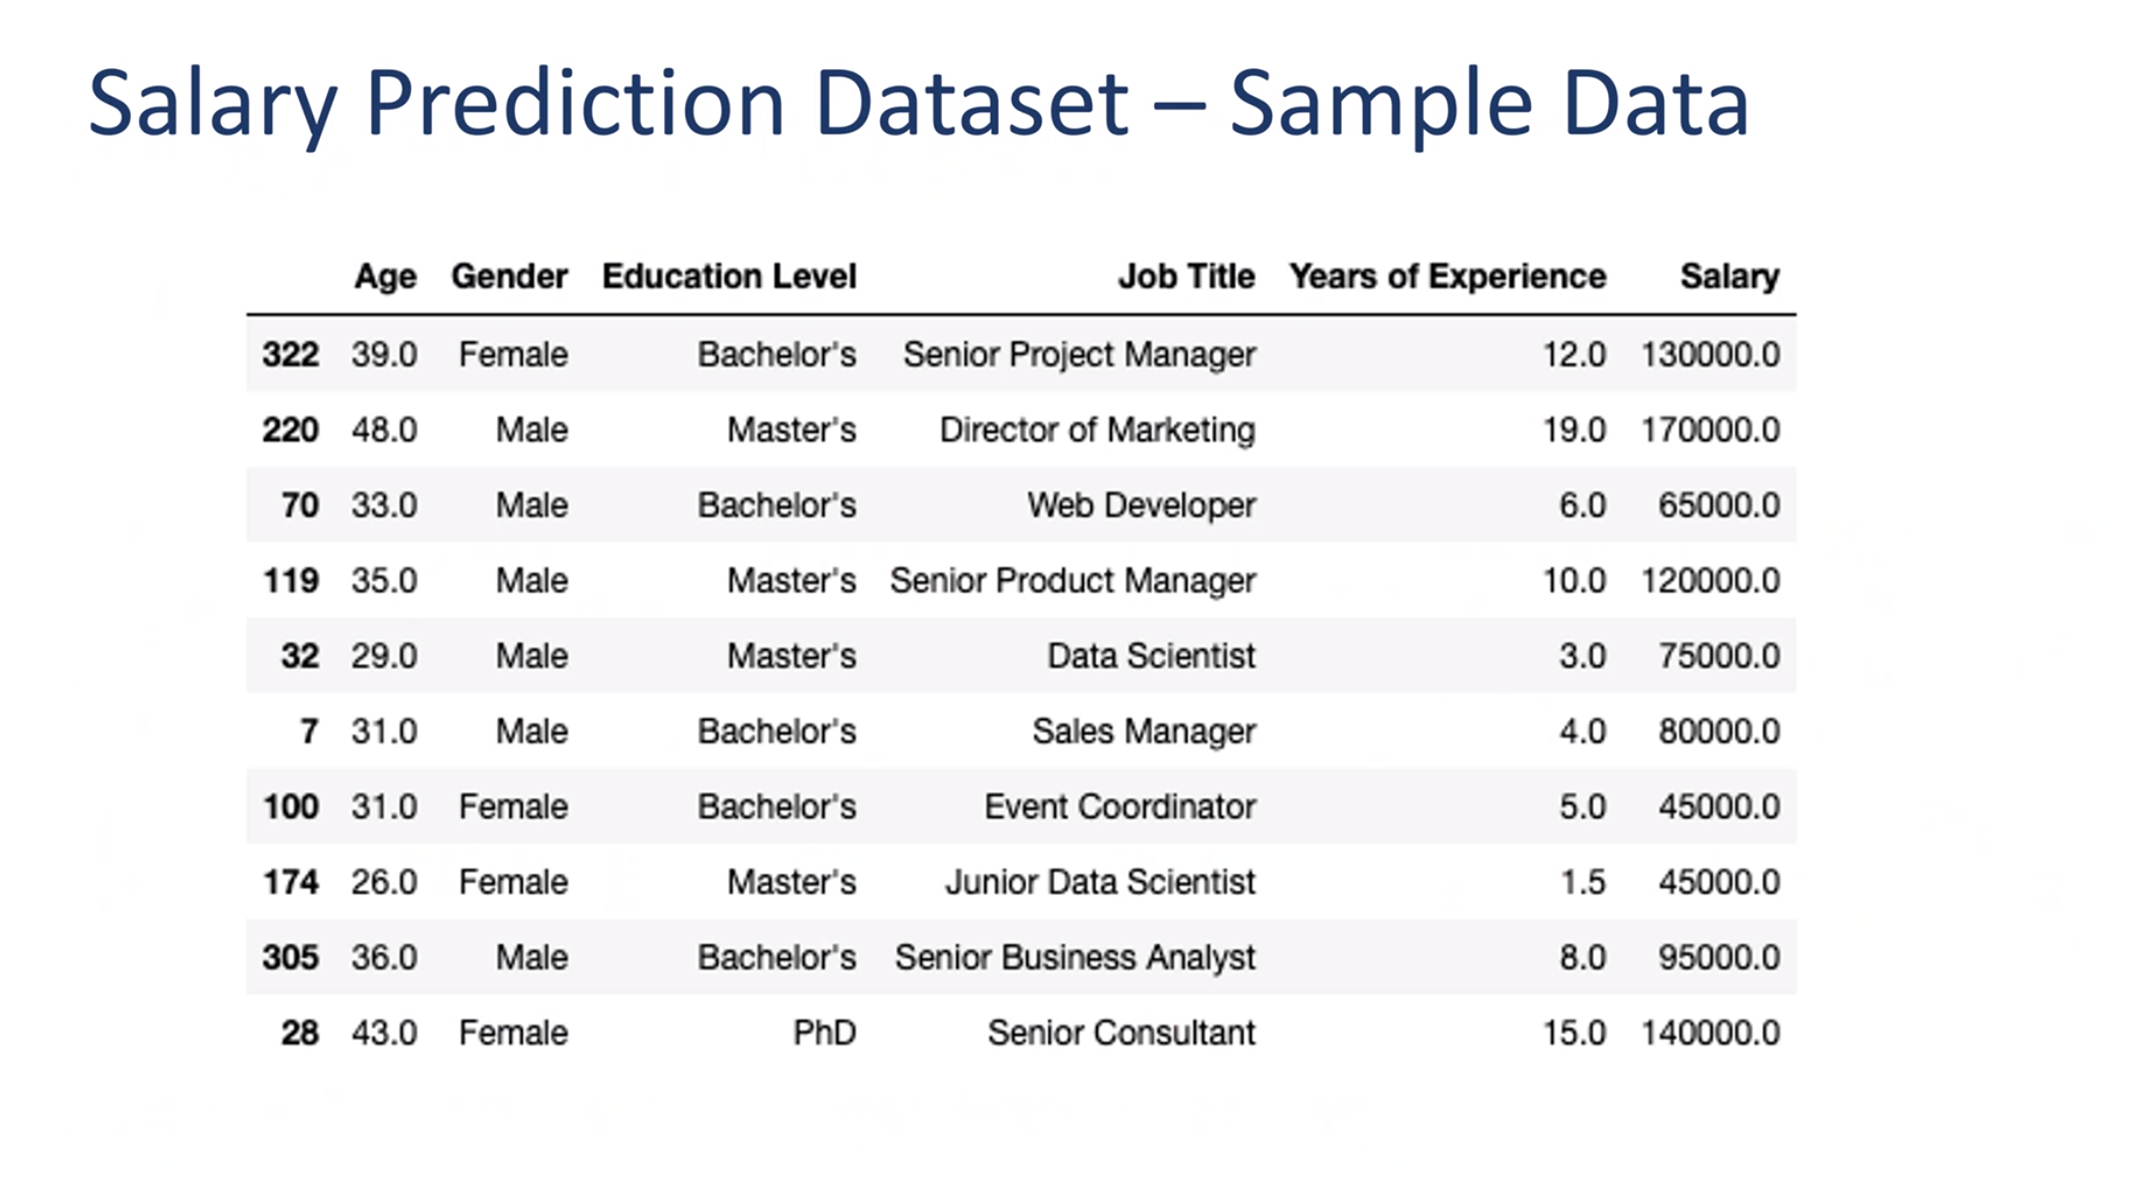 Salary Prediction Dataset – Sample Data
Age Gender Education Level Job Title Years of Experience Salary
322 39.0 Female Bachelor's Senior Project Manager 12.0 130000.0
220 48.0 Male Master's Director of Marketing 19.0 170000.0
70 33.0 Male Bachelor's Web Developer 6.0 65000.0
119 35.0 Male Master's Senior Product Manager 10.0 120000.0
32 29.0 Male Master's Data Scientist 3.0 75000.0
7 31.0 Male Bachelor's Sales Manager 4.0 80000.0
100 31.0 Female Bachelor's Event Coordinator 5.0 45000.0
174 26.0 Female Master's Junior Data Scientist 1.5 45000.0
305 36.0 Male Bachelor's Senior Business Analyst 8.0 95000.0
28 43.0 Female PhD Senior Consultant 15.0 140000.0